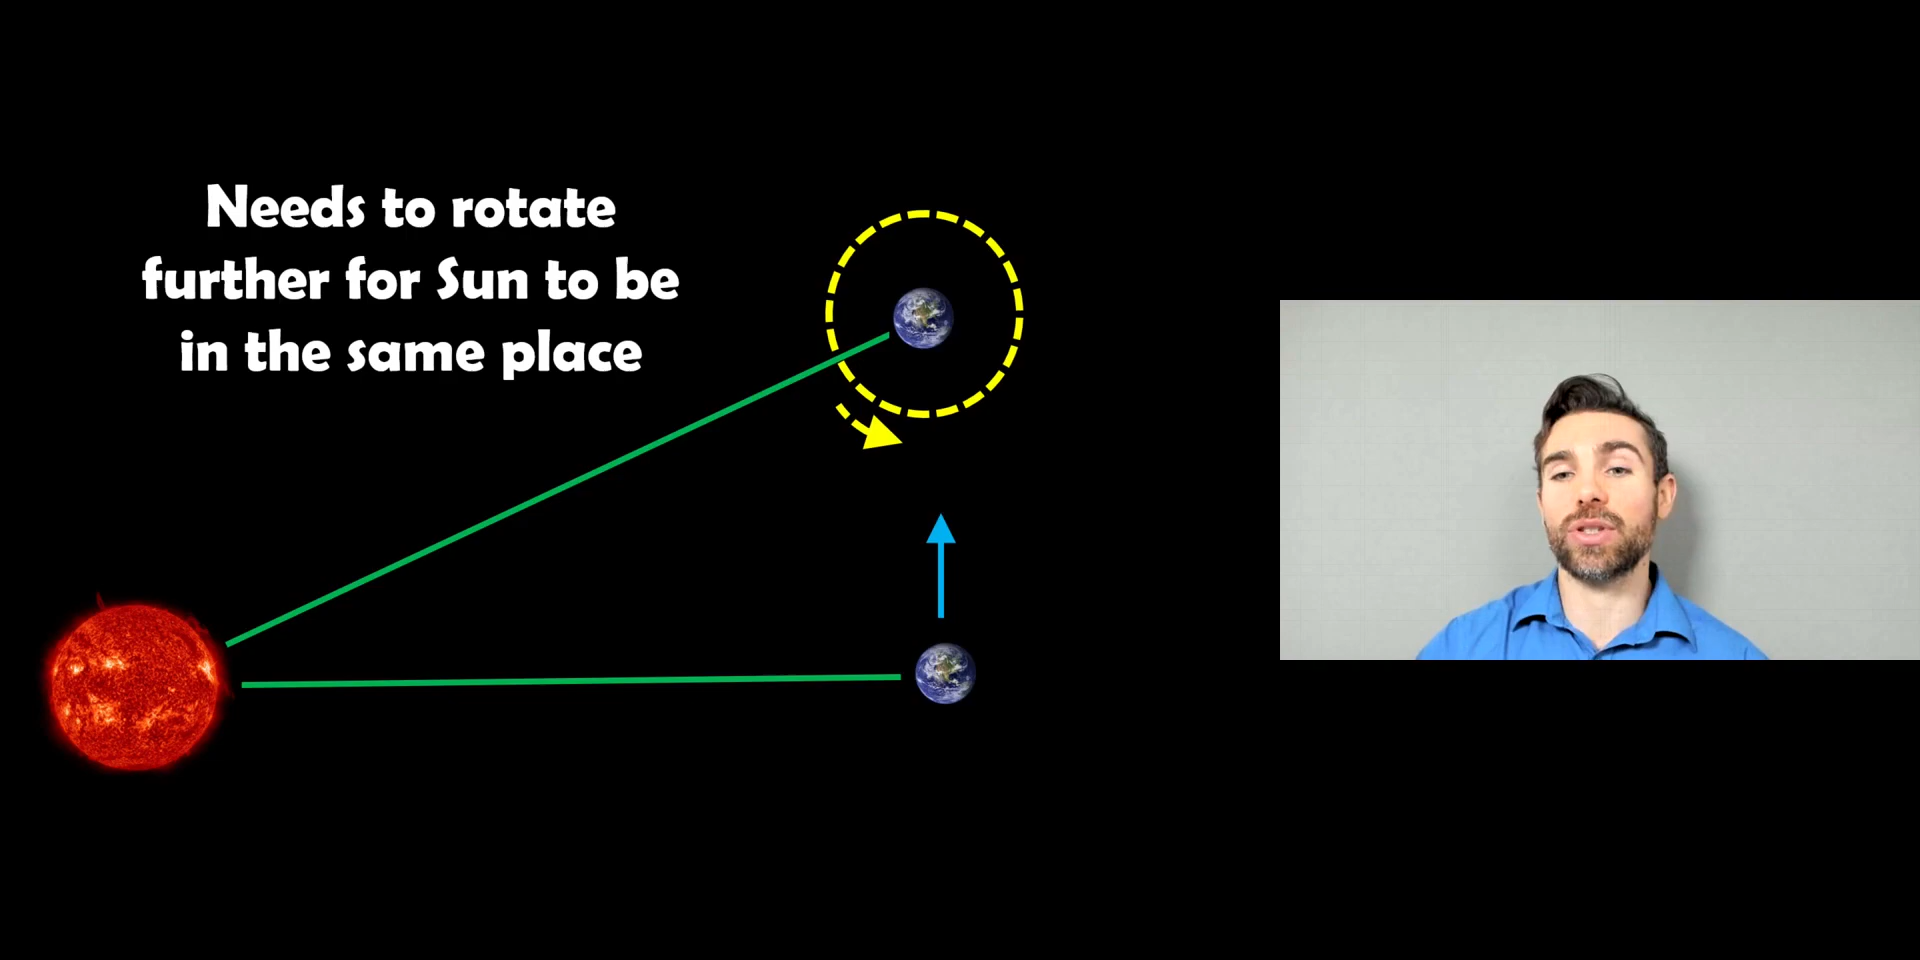 Needs to rotate
further for Sun to be
in the same place